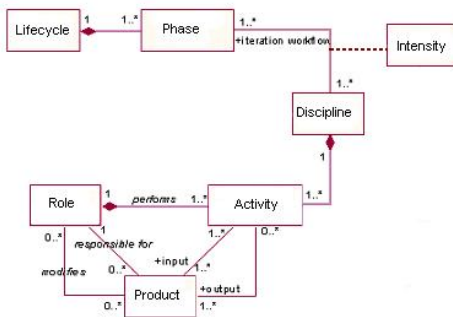 Lifecycle 1 1..* Phase 1..*
+iteration workflow
Intensity
1..*
Discipline
1
Role 1 performs 1..* Activity 1..*
0..* 1 responsible for 1..* 0..*
modifies 0..* +input 1..*
0..* Product +output
1..*